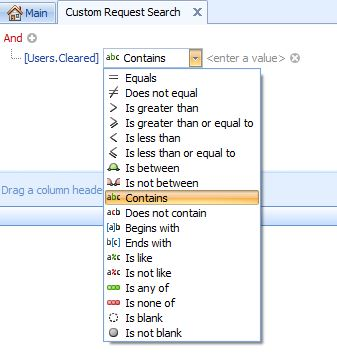 Main
Custom Request Search
And
[Users.Cleared] abc Contains <enter a value>
Equals
Does not equal
Is greater than
Is greater than or equal to
Is less than
Is less than or equal to
Is between
Is not between
abc Contains
acb Does not contain
[a]b Begins with
b[c] Ends with
a%c Is like
a%c Is not like
Is any of
Is none of
Is blank
Is not blank
Drag a column heade